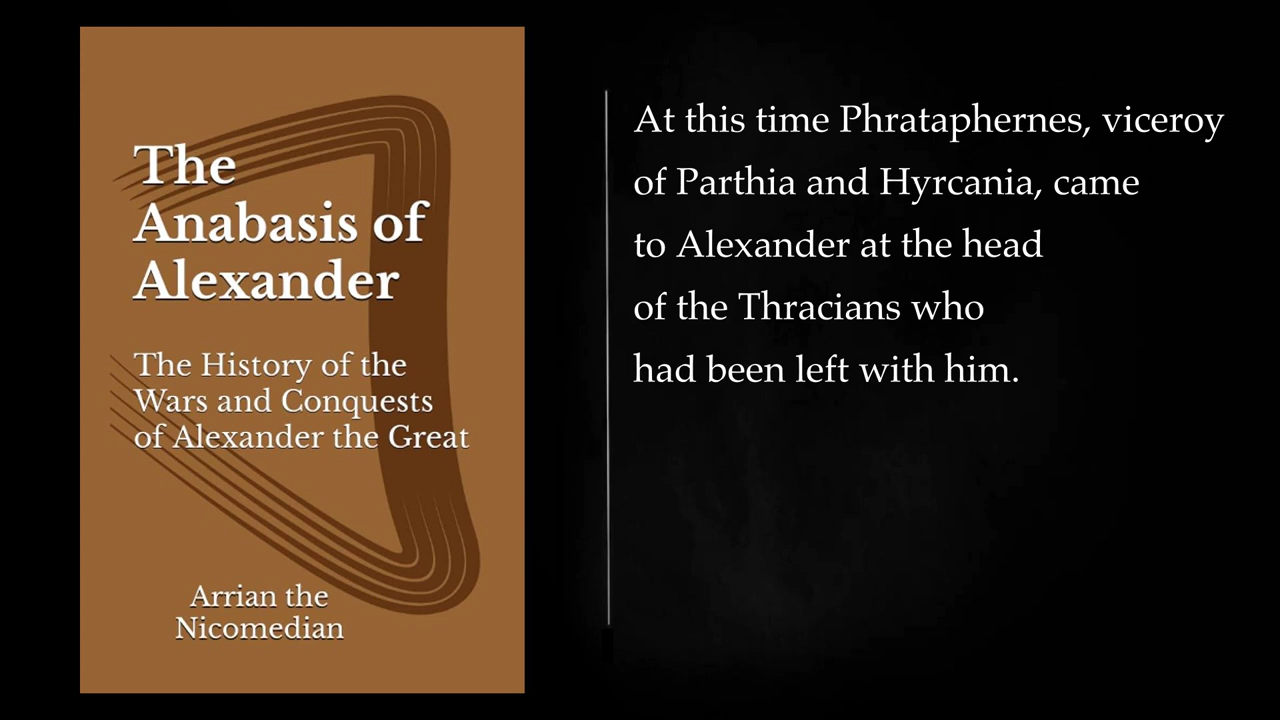 The
Anabasis of
Alexander
The History of the
Wars and Conquests
of Alexander the Great
Arrian the
Nicomedian
At this time Phrataphernes, viceroy
of Parthia and Hyrcania, came
to Alexander at the head
of the Thracians who
had been left with him.